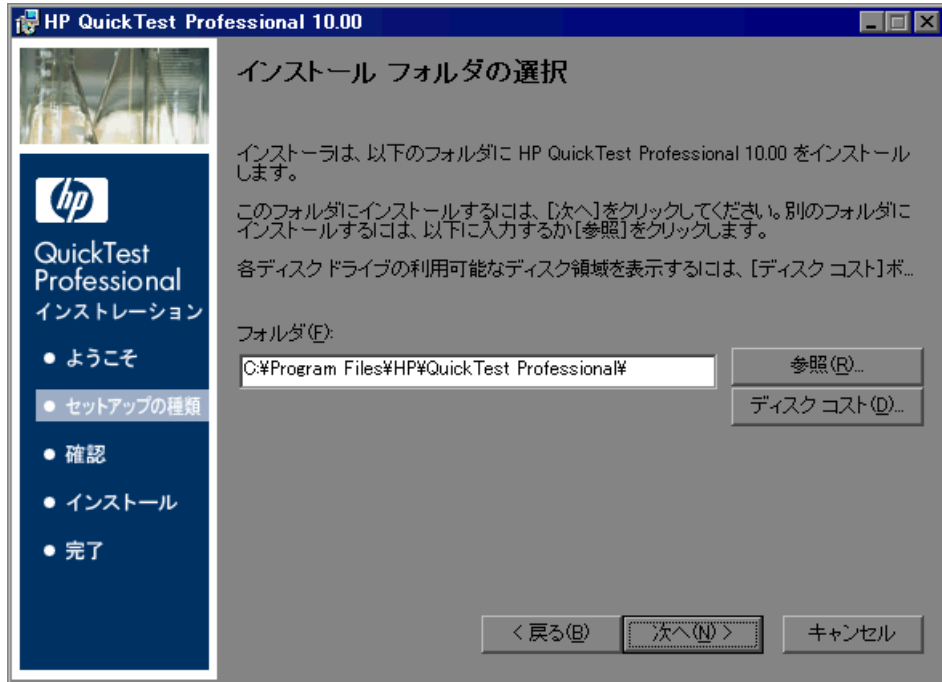 HP QuickTest Professional 10.00
インストール フォルダの選択
インストーラは、以下のフォルダに HP QuickTest Professional 10.00 をインストール
します。
このフォルダにインストールするには、[次へ]をクリックしてください。別のフォルダに
インストールするには、以下に入力するか[参照]をクリックします。
各ディスク ドライブの利用可能なディスク領域を表示するには、[ディスク コスト]ボ...
フォルダ(F):
C:¥Program Files¥HP¥QuickTest Professional¥
参照(R)...
ディスク コスト(D)...
hp
QuickTest
Professional
インストレーション
● ようこそ
● セットアップの種類
● 確認
● インストール
● 完了
< 戻る(B)
次へ(N) >
キャンセル